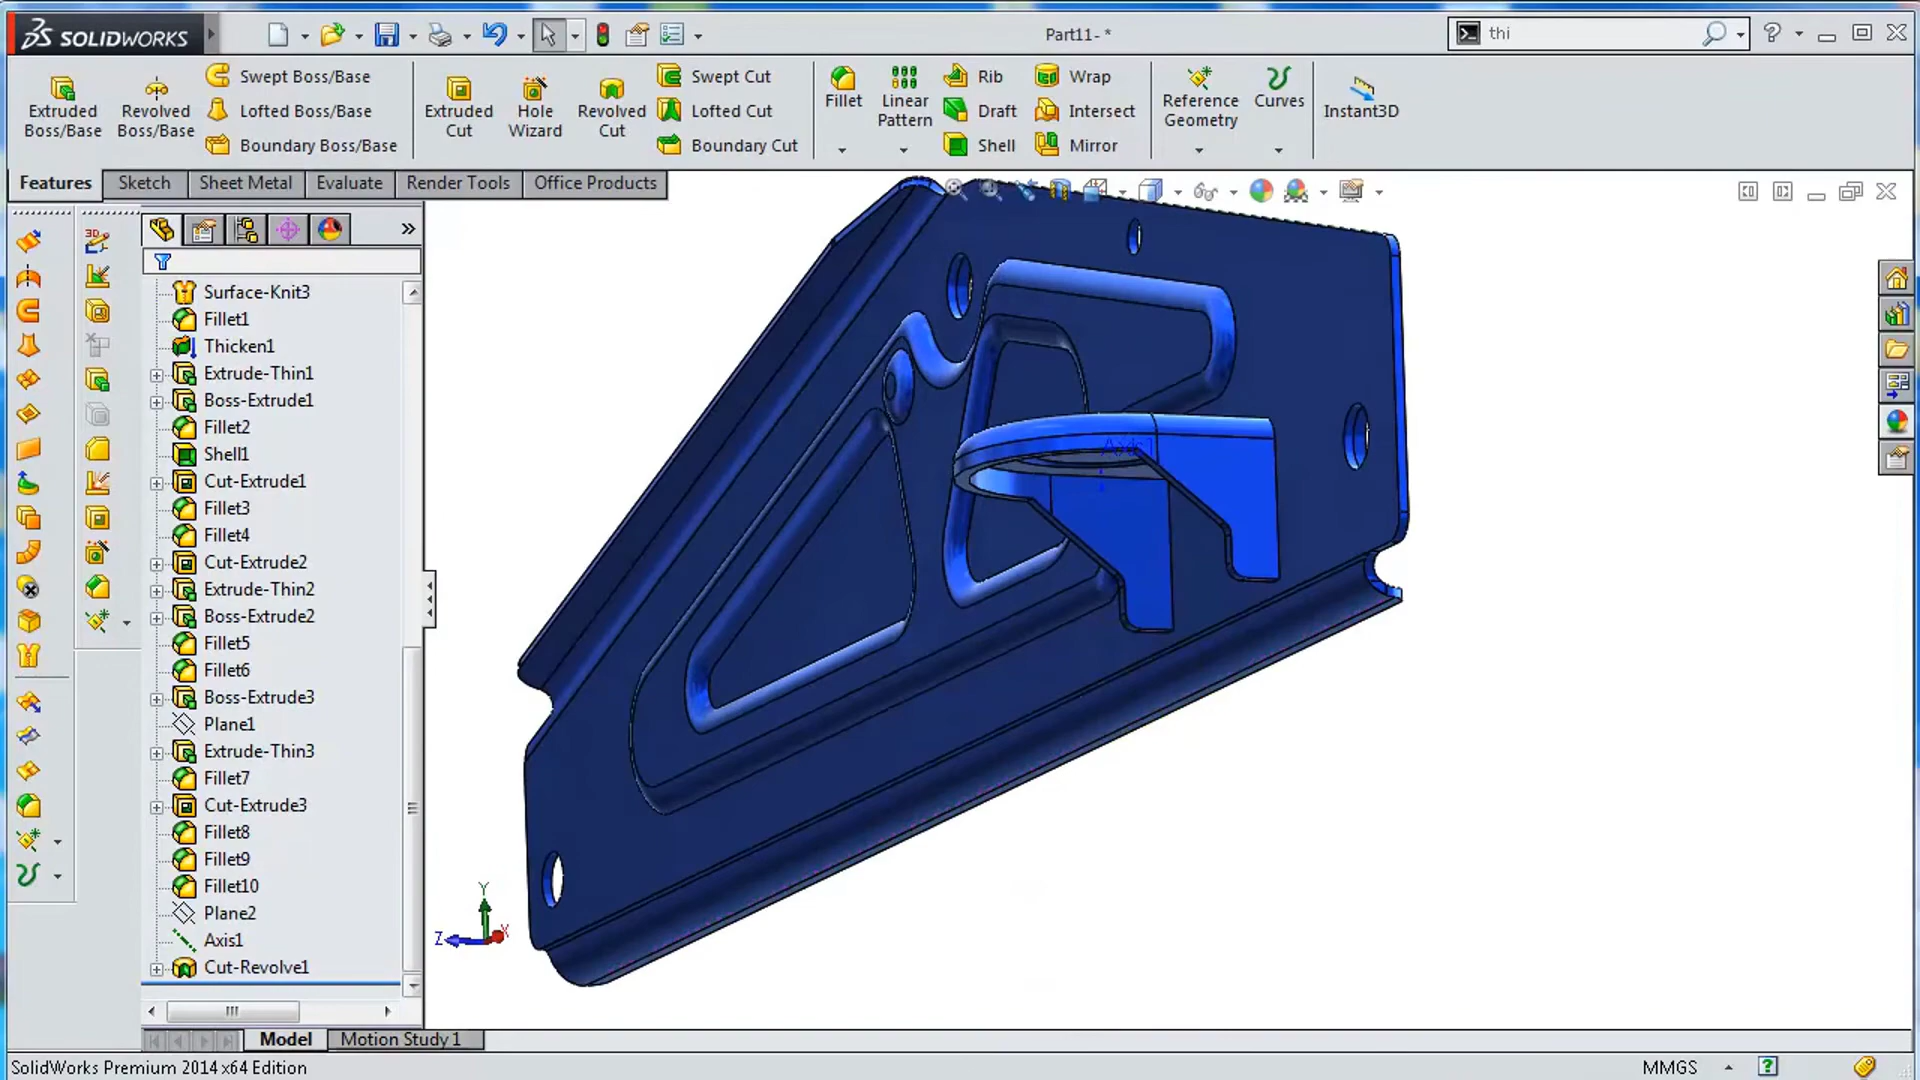 SOLIDWORKS
Part11- *
thi
Extruded Boss/Base
Revolved Boss/Base
Swept Boss/Base
Lofted Boss/Base
Boundary Boss/Base
Extruded Cut
Hole Wizard
Revolved Cut
Swept Cut
Lofted Cut
Boundary Cut
Fillet
Linear Pattern
Rib
Draft
Shell
Wrap
Intersect
Mirror
Reference Geometry
Curves
Instant3D
Features
Sketch
Sheet Metal
Evaluate
Render Tools
Office Products
3D
»
Surface-Knit3
Fillet1
Thicken1
Extrude-Thin1
Boss-Extrude1
Fillet2
Shell1
Cut-Extrude1
Fillet3
Fillet4
Cut-Extrude2
Extrude-Thin2
Boss-Extrude2
Fillet5
Fillet6
Boss-Extrude3
Plane1
Extrude-Thin3
Fillet7
Cut-Extrude3
Fillet8
Fillet9
Fillet10
Plane2
Axis1
Cut-Revolve1
Axis1
Y
Z
X
Model
Motion Study 1
SolidWorks Premium 2014 x64 Edition
MMGS